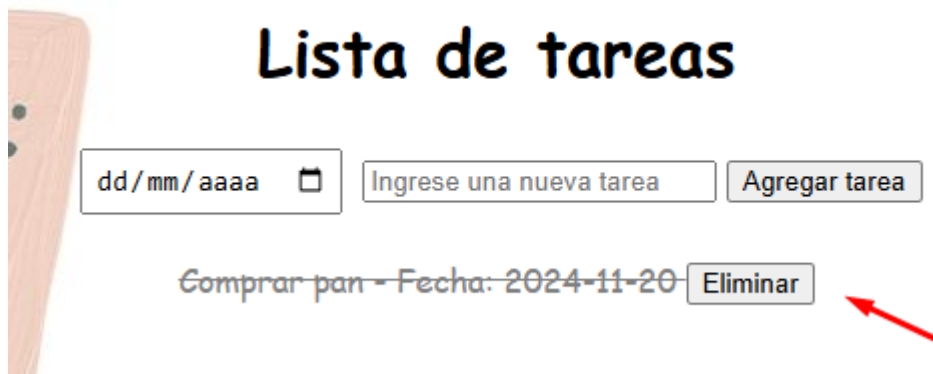 Lista de tareas
dd/mm/aaaa Ingrese una nueva tarea Agregar tarea
Comprar pan - Fecha: 2024-11-20 Eliminar